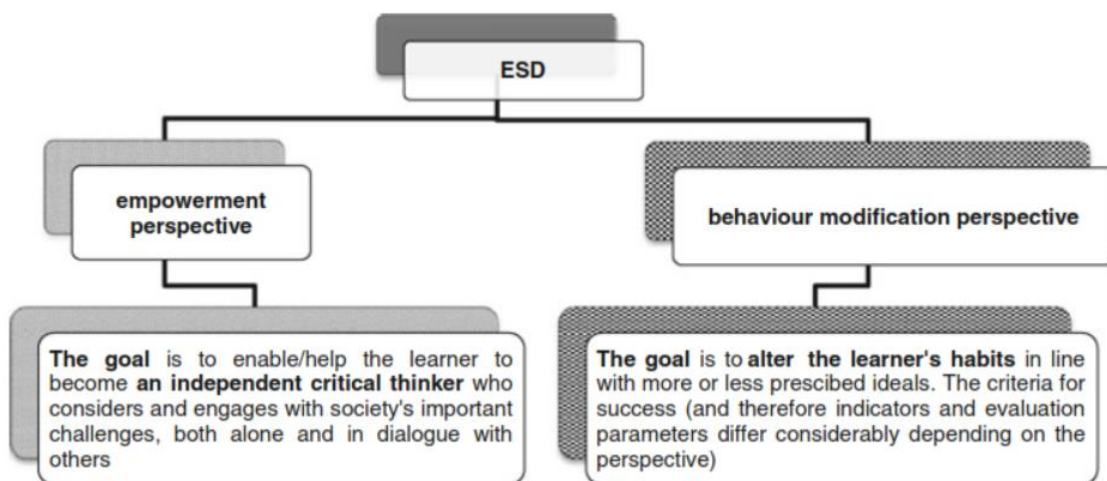 ESD
empowerment
perspective
behaviour modification perspective
The goal is to enable/help the learner to
become an independent critical thinker who
considers and engages with society's important
challenges, both alone and in dialogue with
others
The goal is to alter the learner's habits in line
with more or less prescibed ideals. The criteria for
success (and therefore indicators and evaluation
parameters differ considerably depending on the
perspective)